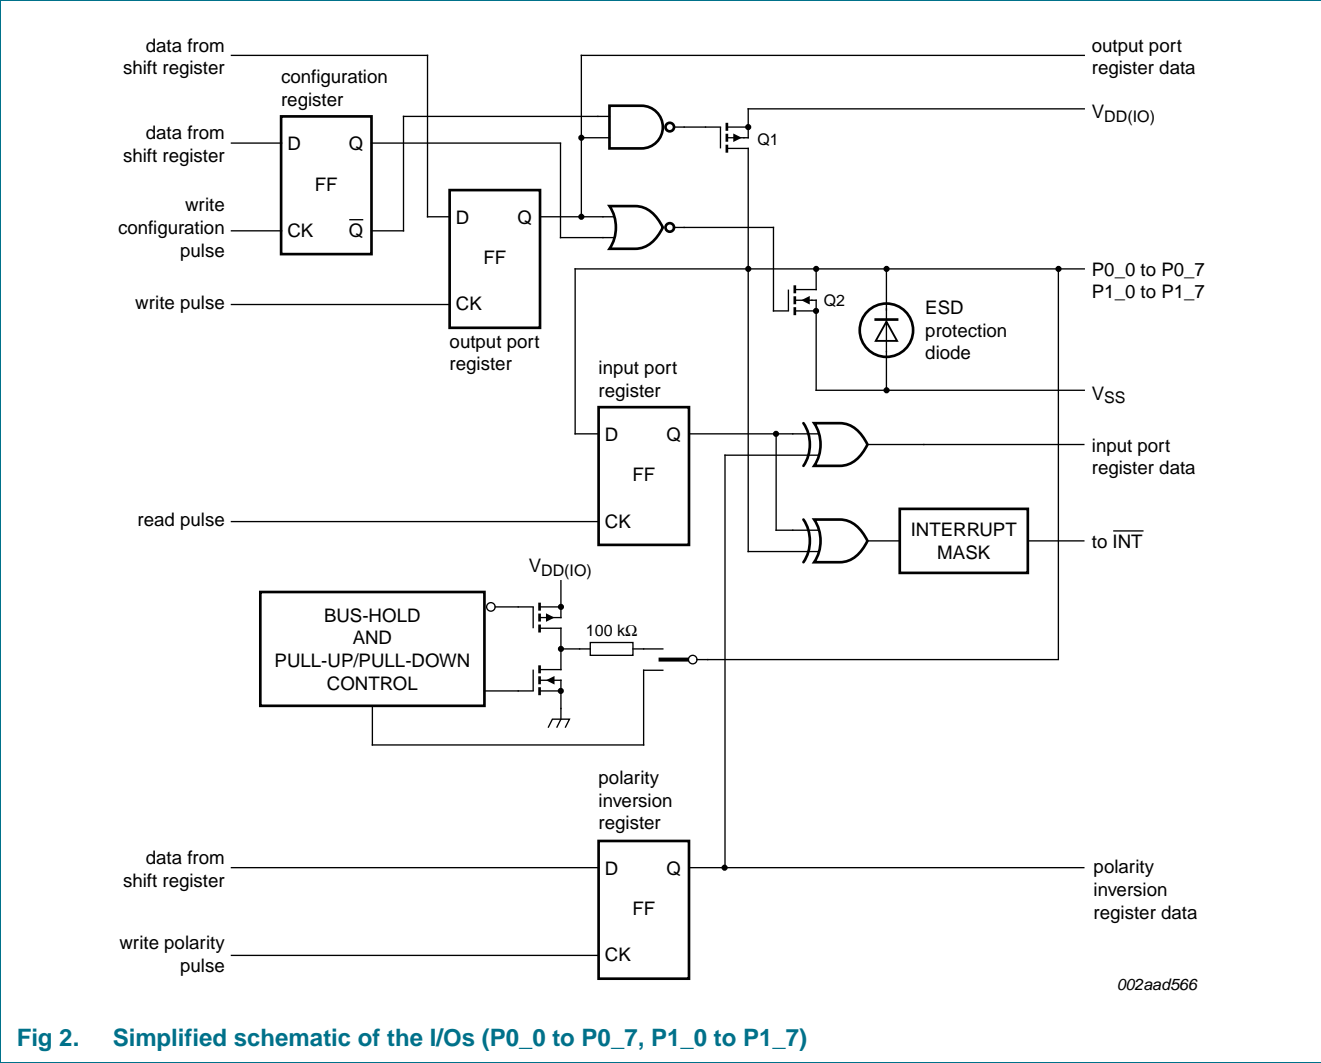 data from
shift register
configuration
register
data from
shift register
D
Q
FF
write
configuration
pulse
CK
Q̅
write pulse
D
Q
FF
CK
output port
register
output port
register data
VDD(IO)
Q1
P0_0 to P0_7
P1_0 to P1_7
Q2
ESD
protection
diode
VSS
input port
register
D
Q
FF
CK
read pulse
input port
register data
INTERRUPT
MASK
to I̅N̅T̅
VDD(IO)
BUS-HOLD
AND
PULL-UP/PULL-DOWN
CONTROL
100 kΩ
polarity
inversion
register
data from
shift register
D
Q
FF
CK
write polarity
pulse
polarity
inversion
register data
002aad566
Fig 2. Simplified schematic of the I/Os (P0_0 to P0_7, P1_0 to P1_7)